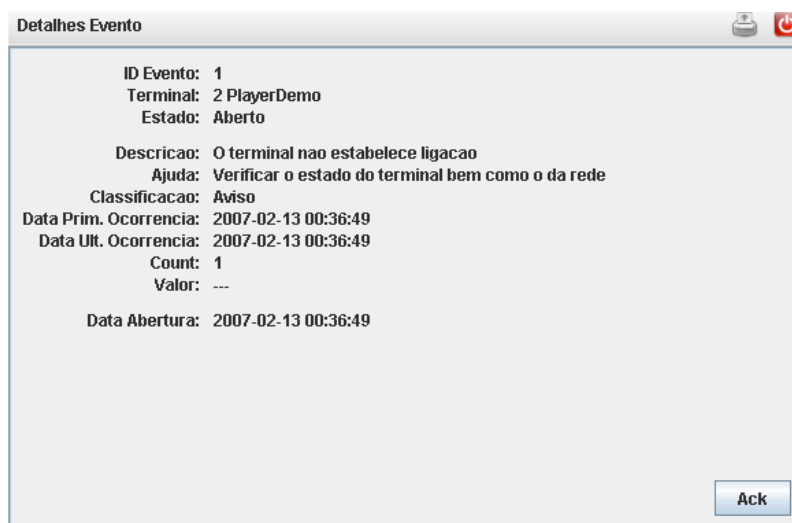 Detalhes Evento
ID Evento: 1
Terminal: 2 PlayerDemo
Estado: Aberto
Descricao: O terminal nao estabelece ligacao
Ajuda: Verificar o estado do terminal bem como o da rede
Classificacao: Aviso
Data Prim. Ocorrencia: 2007-02-13 00:36:49
Data Ult. Ocorrencia: 2007-02-13 00:36:49
Count: 1
Valor: ---
Data Abertura: 2007-02-13 00:36:49
Ack